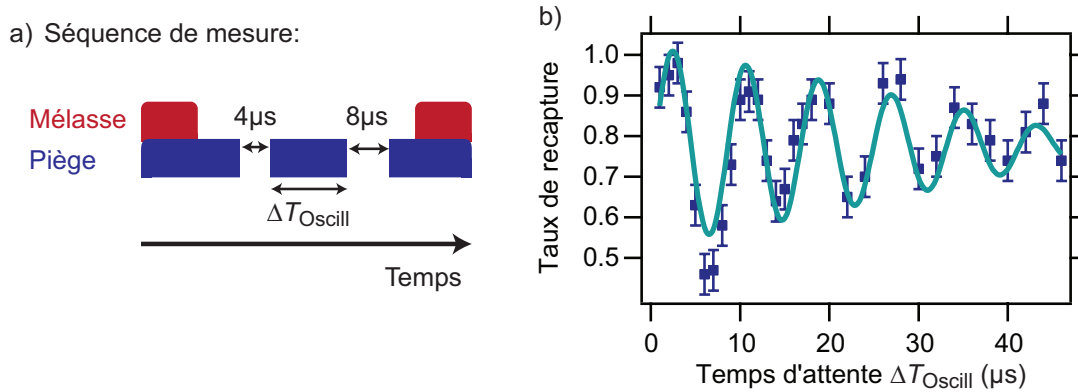 a) Séquence de mesure:
Mélasse
Piège
4µs
8µs
ΔT_Oscill
Temps
b)
Taux de recapture
1.0
0.9
0.8
0.7
0.6
0.5
0
10
20
30
40
Temps d'attente ΔT_Oscill (µs)